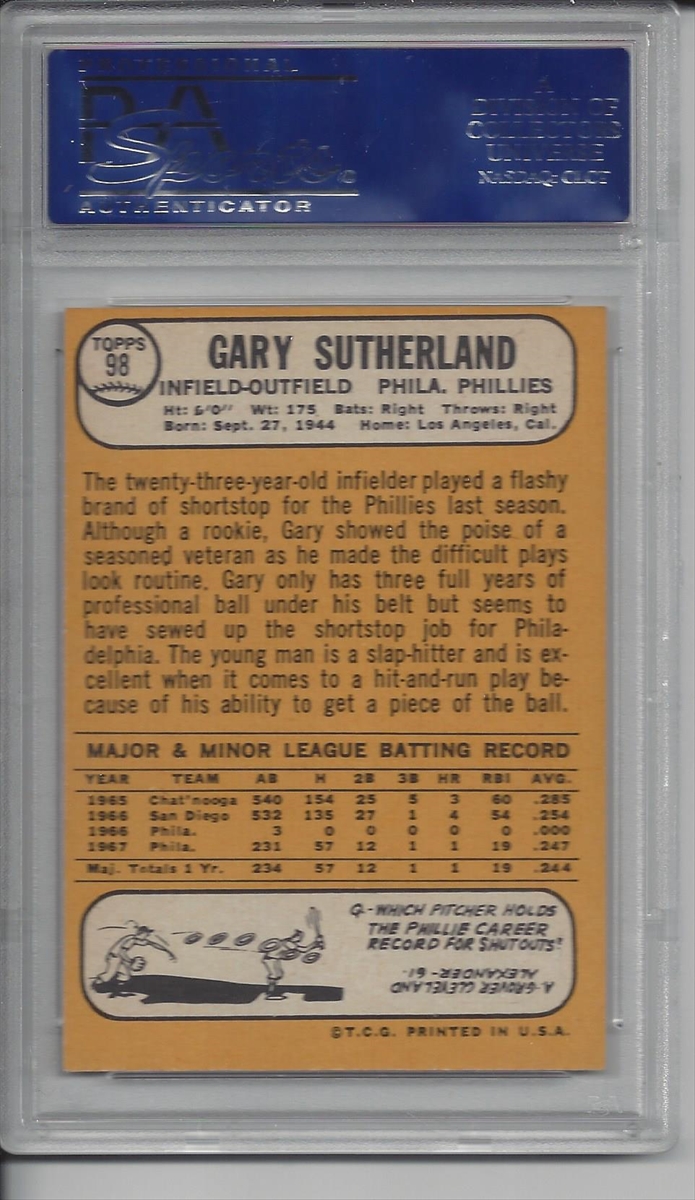 PROFESSIONAL
PSA
Sports
AUTHENTICATOR
A
DIVISION OF
COLLECTORS
UNIVERSE
NASDAQ: CLCT
TOPPS
98
GARY SUTHERLAND
INFIELD-OUTFIELD PHILA. PHILLIES
Ht: 6'0" Wt: 175 Bats: Right Throws: Right
Born: Sept. 27, 1944 Home: Los Angeles, Cal.
The twenty-three-year-old infielder played a flashy
brand of shortstop for the Phillies last season.
Although a rookie, Gary showed the poise of a
seasoned veteran as he made the difficult plays
look routine. Gary only has three full years of
professional ball under his belt but seems to
have sewed up the shortstop job for Phila-
delphia. The young man is a slap-hitter and is ex-
cellent when it comes to a hit-and-run play be-
cause of his ability to get a piece of the ball.
MAJOR & MINOR LEAGUE BATTING RECORD
YEAR TEAM AB H 2B 3B HR RBI AVG.
1965 Chat'nooga 540 154 25 5 3 60 .285
1966 San Diego 532 135 27 1 4 54 .254
1966 Phila. 3 0 0 0 0 0 .000
1967 Phila. 231 57 12 1 1 19 .247
Maj. Totals 1 Yr. 234 57 12 1 1 19 .244
Q-WHICH PITCHER HOLDS
THE PHILLIE CAREER
RECORD FOR SHUTOUTS?
A-GROVER CLEVELAND
ALEXANDER-61.
©T.C.G. PRINTED IN U.S.A.